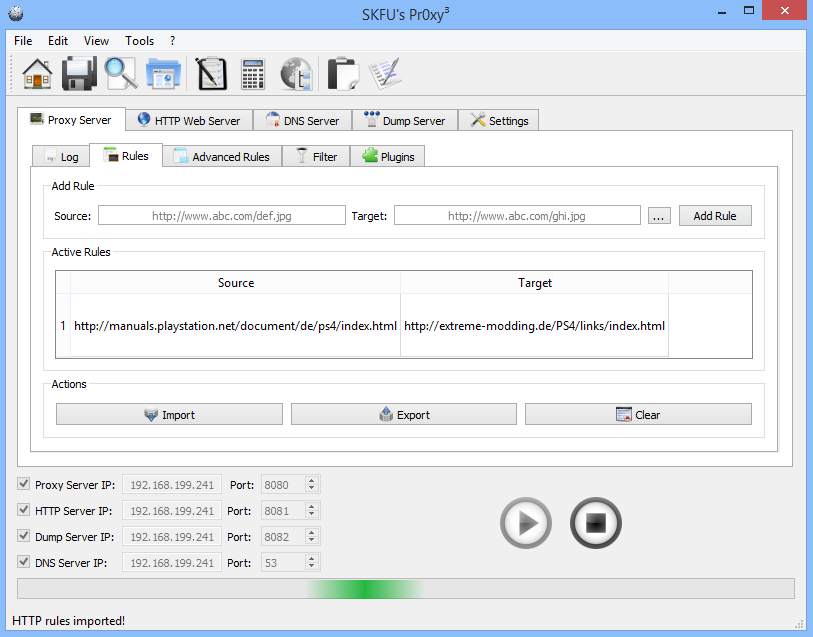 SKFU's Pr0xy³
File Edit View Tools ?
Proxy Server HTTP Web Server DNS Server Dump Server Settings
Log Rules Advanced Rules Filter Plugins
Add Rule
Source: http://www.abc.com/def.jpg Target: http://www.abc.com/ghi.jpg ... Add Rule
Active Rules
Source Target
1 http://manuals.playstation.net/document/de/ps4/index.html http://extreme-modding.de/PS4/links/index.html
Actions
Import Export Clear
Proxy Server IP: 192.168.199.241 Port: 8080
HTTP Server IP: 192.168.199.241 Port: 8081
Dump Server IP: 192.168.199.241 Port: 8082
DNS Server IP: 192.168.199.241 Port: 53
HTTP rules imported!